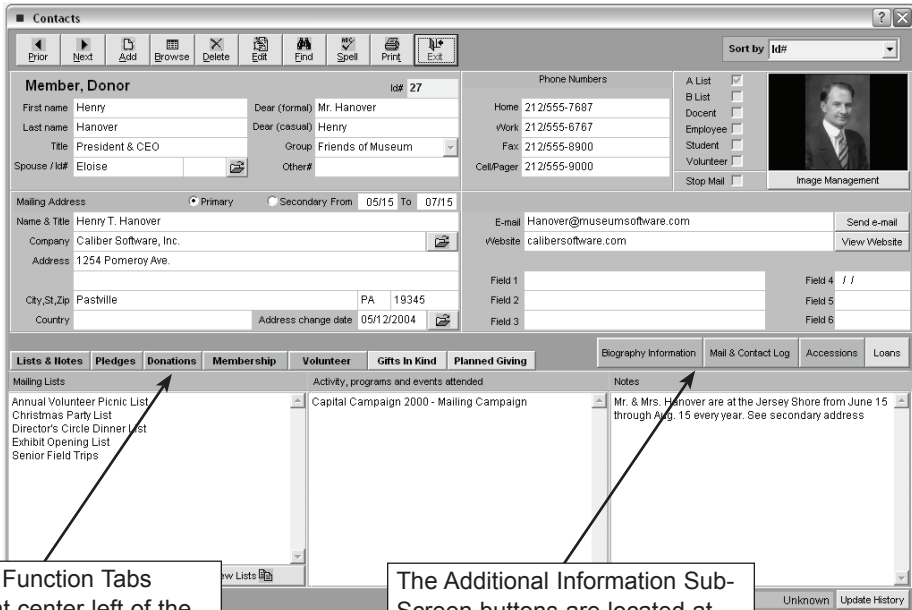 Contacts
Prior Next Add Browse Delete Edit Find Spell Print Exit
Sort by Id#
Member, Donor Id# 27
First name Henry Dear (formal) Mr. Hanover
Last name Hanover Dear (casual) Henry
Title President & CEO Group Friends of Museum
Spouse / Id# Eloise Other#
Phone Numbers
Home 212/555-7687
Work 212/555-6767
Fax 212/555-8900
Cell/Pager 212/555-9000
A List
B List
Docent
Employee
Student
Volunteer
Stop Mail
Image Management
Mailing Address Primary Secondary From 05/15 To 07/15
Name & Title Henry T. Hanover
Company Caliber Software, Inc.
Address 1254 Pomeroy Ave.
City,St,Zip Pastville PA 19345
Country Address change date 05/12/2004
E-mail Hanover@museumsoftware.com Send e-mail
Website calibersoftware.com View Website
Field 1 Field 4 / /
Field 2 Field 5
Field 3 Field 6
Lists & Notes Pledges Donations Membership Volunteer Gifts In Kind Planned Giving
Biography Information Mail & Contact Log Accessions Loans
Mailing Lists
Annual Volunteer Picnic List
Christmas Party List
Director's Circle Dinner List
Exhibit Opening List
Senior Field Trips
Activity, programs and events attended
Capital Campaign 2000 - Mailing Campaign
Notes
Mr. & Mrs. Hanover are at the Jersey Shore from June 15
through Aug. 15 every year. See secondary address
Lists
Function Tabs
center left of the
The Additional Information Sub-
Screen buttons are located at
Unknown Update History